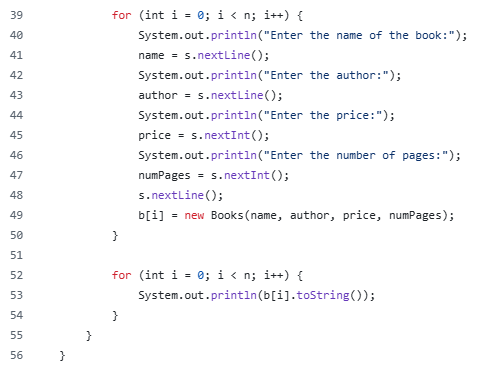 39            for (int i = 0; i < n; i++) {
40                System.out.println("Enter the name of the book:");
41                name = s.nextLine();
42                System.out.println("Enter the author:");
43                author = s.nextLine();
44                System.out.println("Enter the price:");
45                price = s.nextInt();
46                System.out.println("Enter the number of pages:");
47                numPages = s.nextInt();
48                s.nextLine();
49                b[i] = new Books(name, author, price, numPages);
50            }
51
52            for (int i = 0; i < n; i++) {
53                System.out.println(b[i].toString());
54            }
55        }
56    }